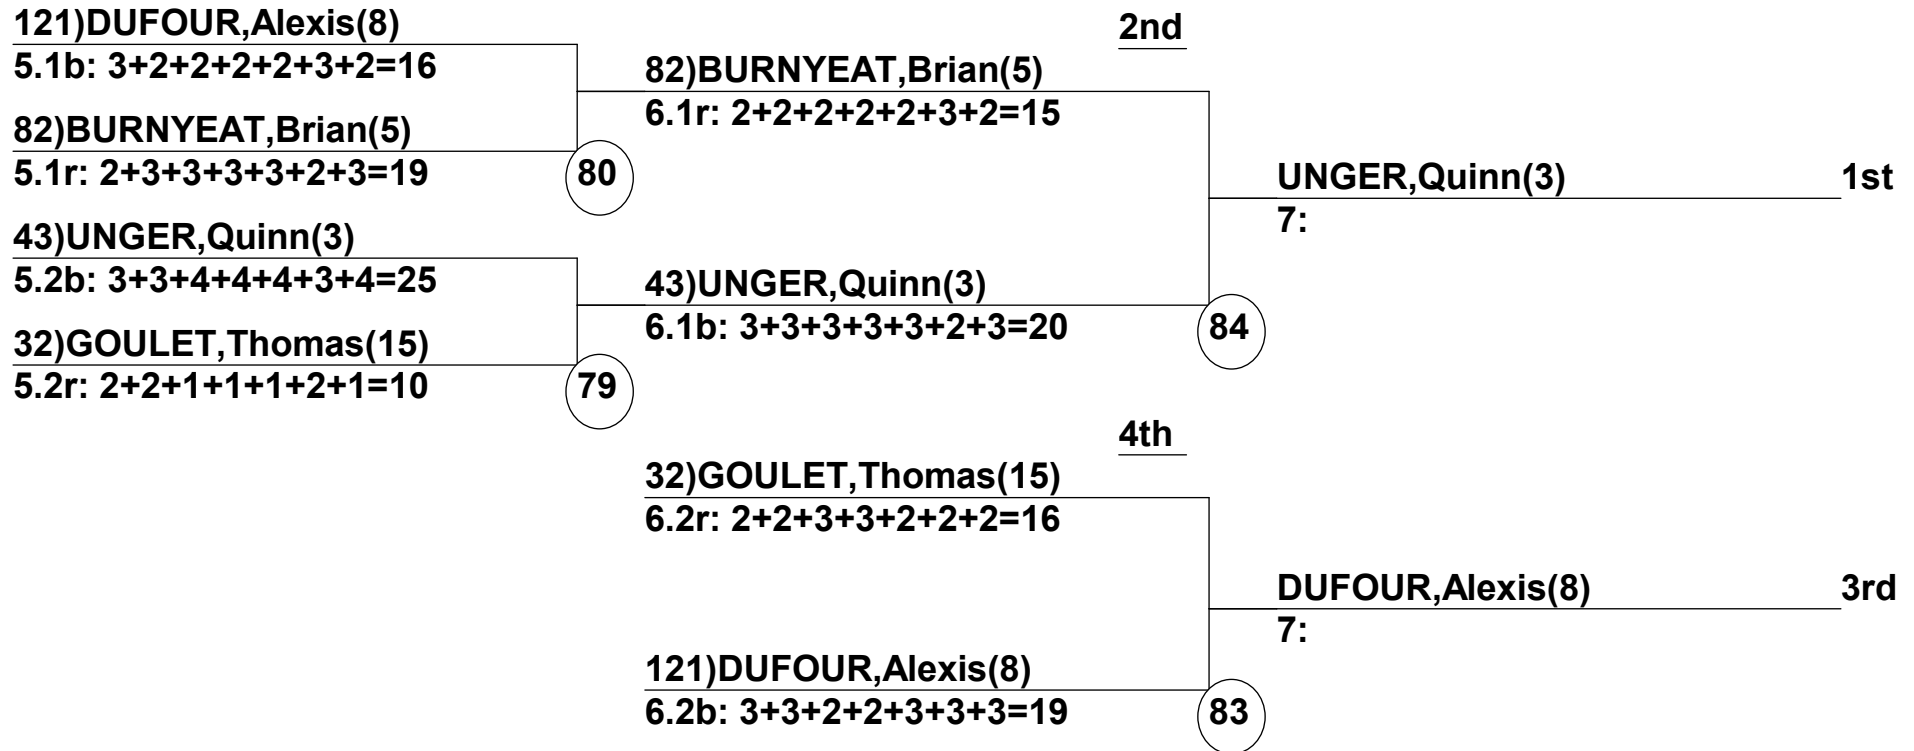 121)DUFOUR,Alexis(8)
5.1b: 3+2+2+2+2+3+2=16
82)BURNYEAT,Brian(5)
5.1r: 2+3+3+3+3+2+3=19
80
43)UNGER,Quinn(3)
5.2b: 3+3+4+4+4+3+4=25
32)GOULET,Thomas(15)
5.2r: 2+2+1+1+1+2+1=10
79
2nd
82)BURNYEAT,Brian(5)
6.1r: 2+2+2+2+2+3+2=15
43)UNGER,Quinn(3)
6.1b: 3+3+3+3+3+2+3=20
84
UNGER,Quinn(3)
1st
7:
4th
32)GOULET,Thomas(15)
6.2r: 2+2+3+3+2+2+2=16
121)DUFOUR,Alexis(8)
6.2b: 3+3+2+2+3+3+3=19
83
DUFOUR,Alexis(8)
3rd
7: